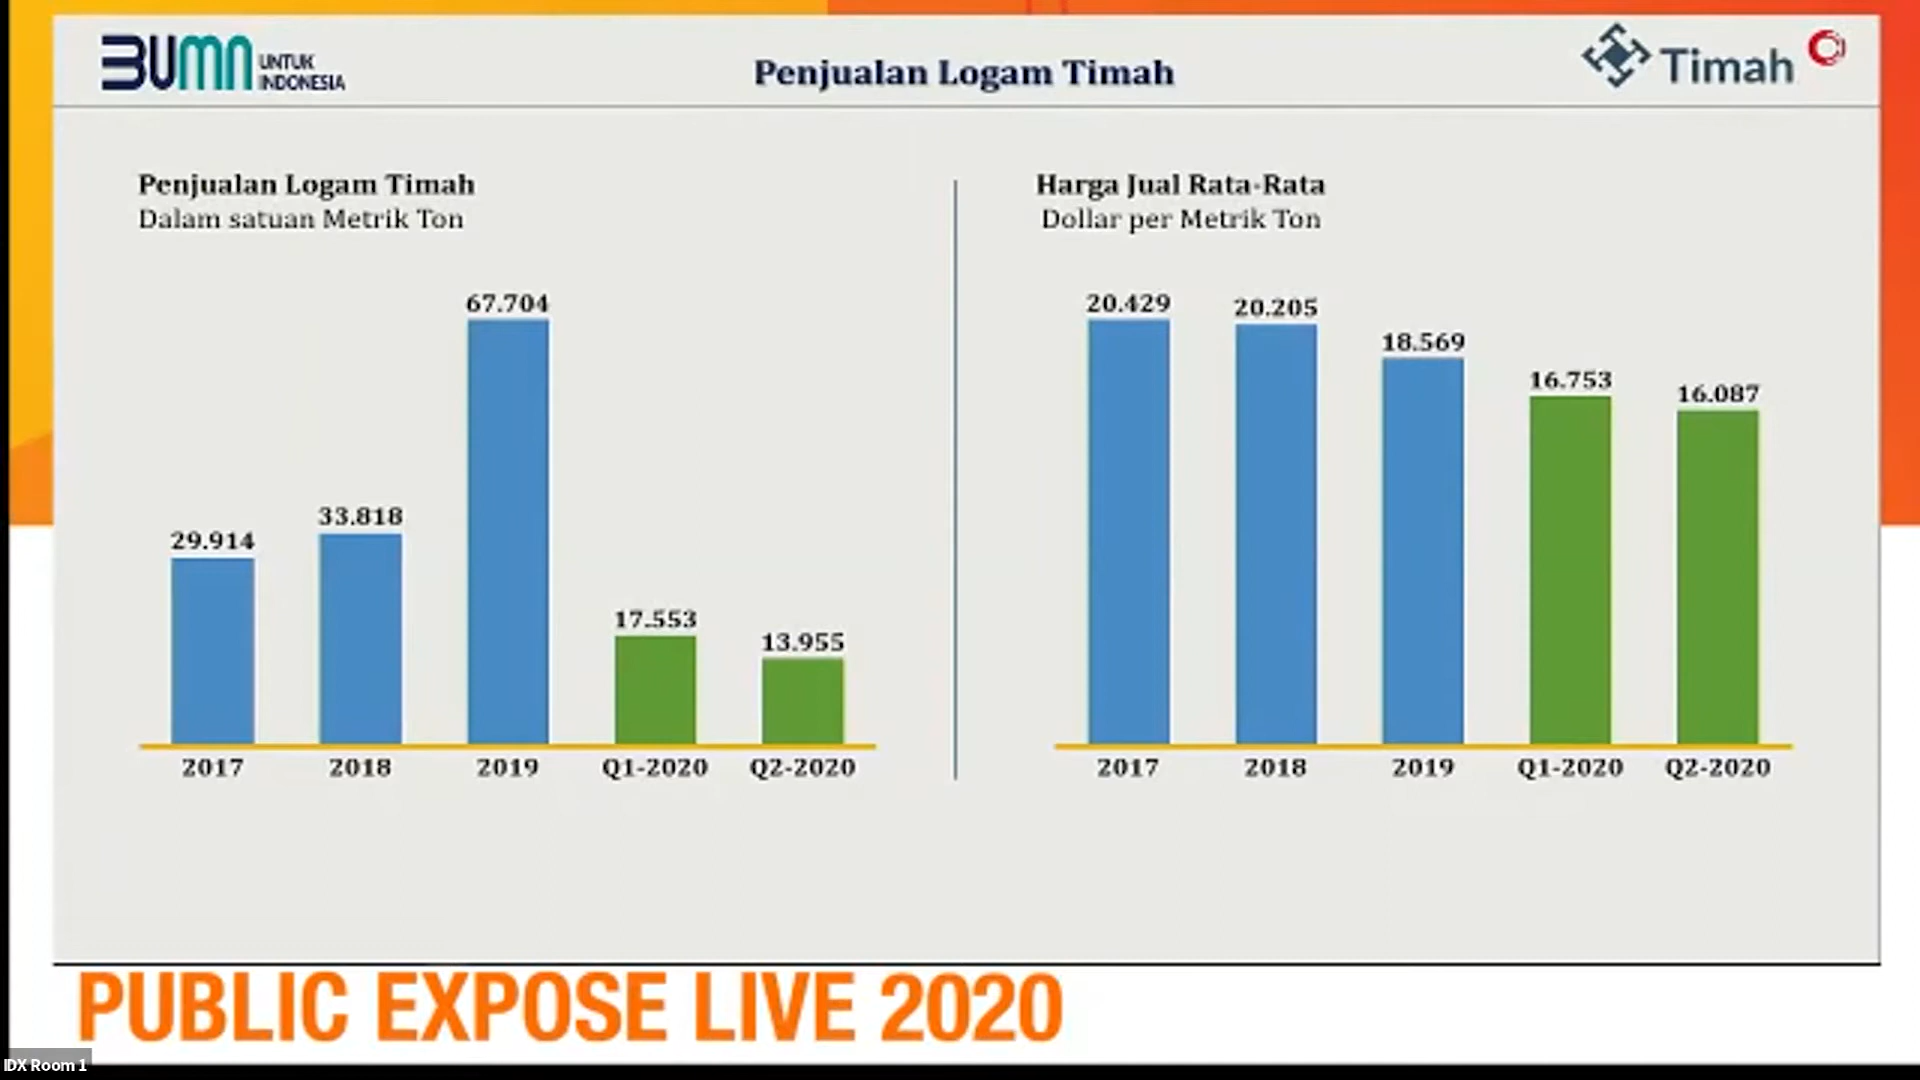 BUMN UNTUK
INDONESIA
Penjualan Logam Timah
Timah
Penjualan Logam Timah
Dalam satuan Metrik Ton
67.704
33.818
29.914
17.553
13.955
2017 2018 2019 Q1-2020 Q2-2020
Harga Jual Rata-Rata
Dollar per Metrik Ton
20.429 20.205
18.569
16.753
16.087
2017 2018 2019 Q1-2020 Q2-2020
PUBLIC EXPOSE LIVE 2020
IDX Room 1